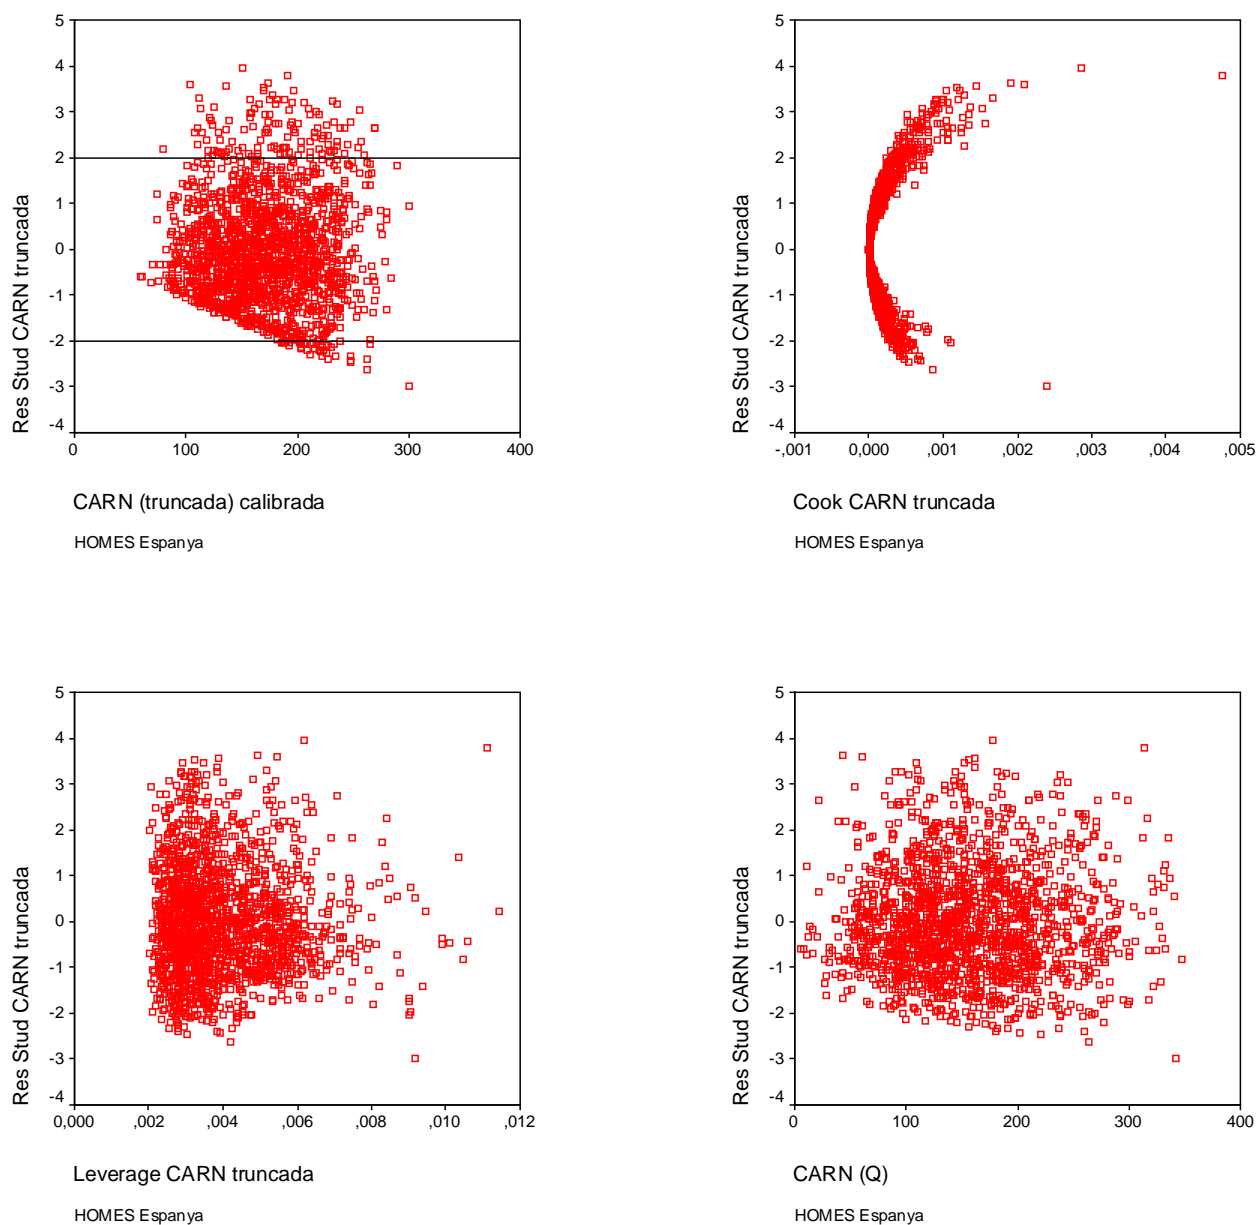 5
4
3
2
1
0
-1
-2
-3
-4
Res Stud CARN truncada
0 100 200 300 400
CARN (truncada) calibrada
HOMES Espanya
5
4
3
2
1
0
-1
-2
-3
-4
Res Stud CARN truncada
-,001 0,000 ,001 ,002 ,003 ,004 ,005
Cook CARN truncada
HOMES Espanya
5
4
3
2
1
0
-1
-2
-3
-4
Res Stud CARN truncada
0,000 ,002 ,004 ,006 ,008 ,010 ,012
Leverage CARN truncada
HOMES Espanya
5
4
3
2
1
0
-1
-2
-3
-4
Res Stud CARN truncada
0 100 200 300 400
CARN (Q)
HOMES Espanya